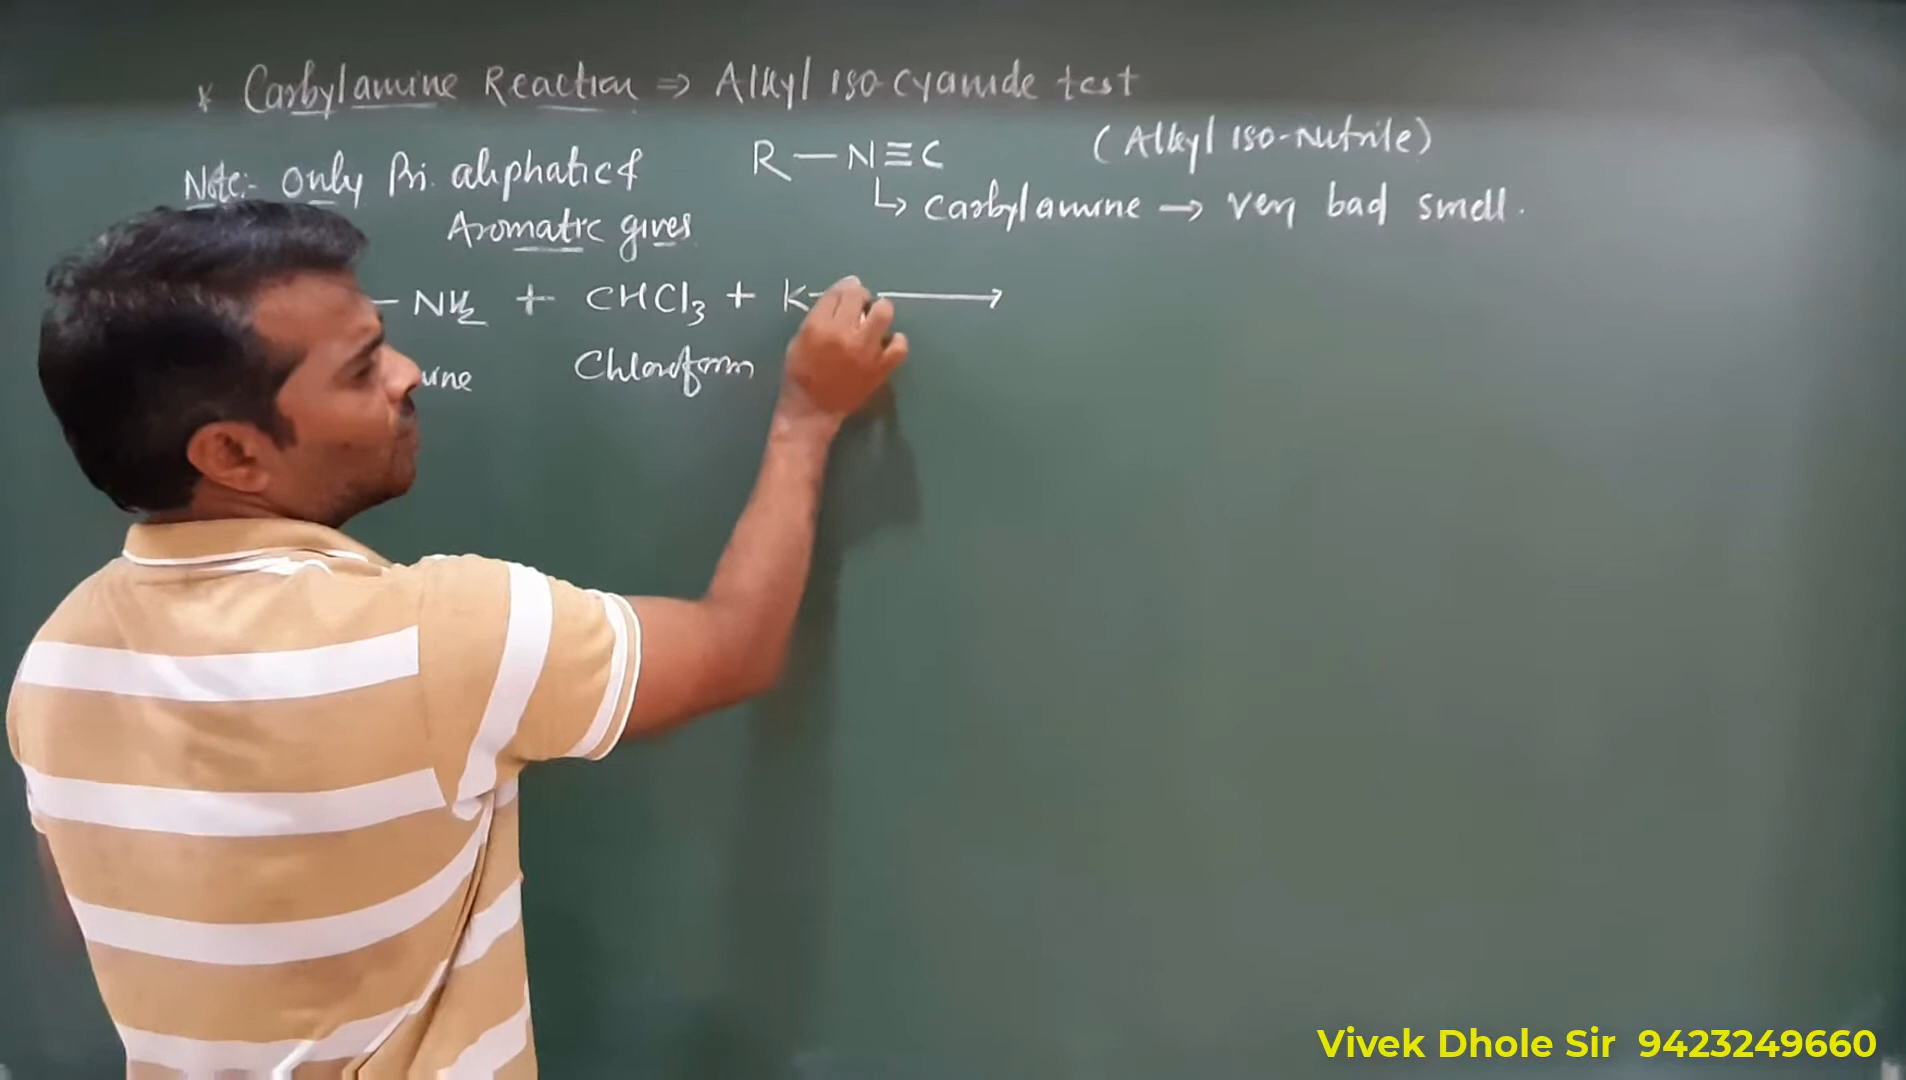 * Carbylamine Reaction ⇒ Alkyl iso-cyanide test
(Alkyl iso-Nitrile)
Note:- only Pri. aliphatic &
Aromatic gives
R — N≡C
↳ carbylamine → very bad smell.
— NH₂ + CHCl₃ + K →
Chloroform
Vivek Dhole Sir 9423249660